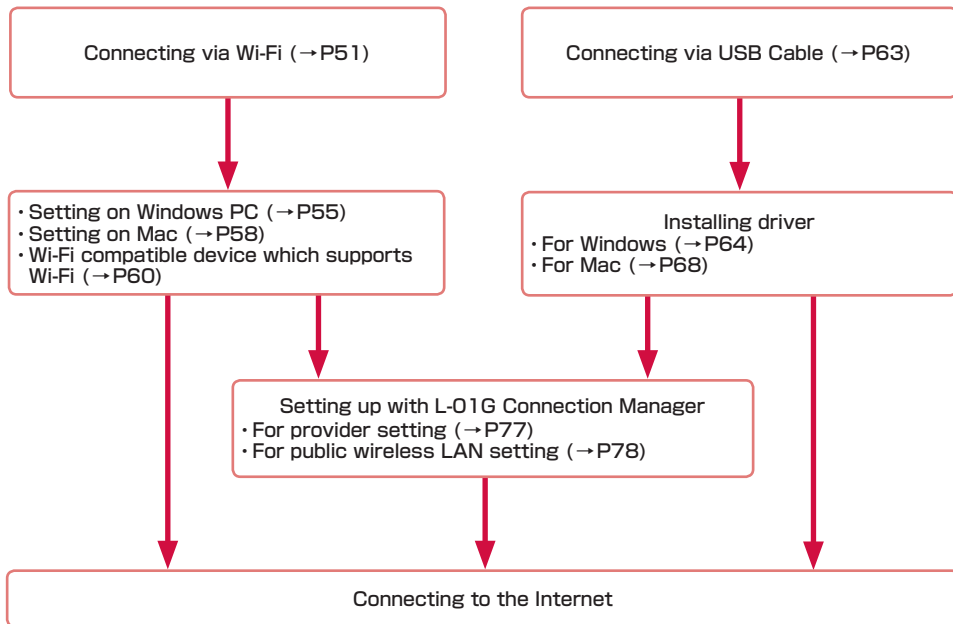 Connecting via Wi-Fi (→P51)
Connecting via USB Cable (→P63)
・Setting on Windows PC (→P55)
・Setting on Mac (→P58)
・Wi-Fi compatible device which supports
Wi-Fi (→P60)
Installing driver
・For Windows (→P64)
・For Mac (→P68)
Setting up with L-01G Connection Manager
・For provider setting (→P77)
・For public wireless LAN setting (→P78)
Connecting to the Internet